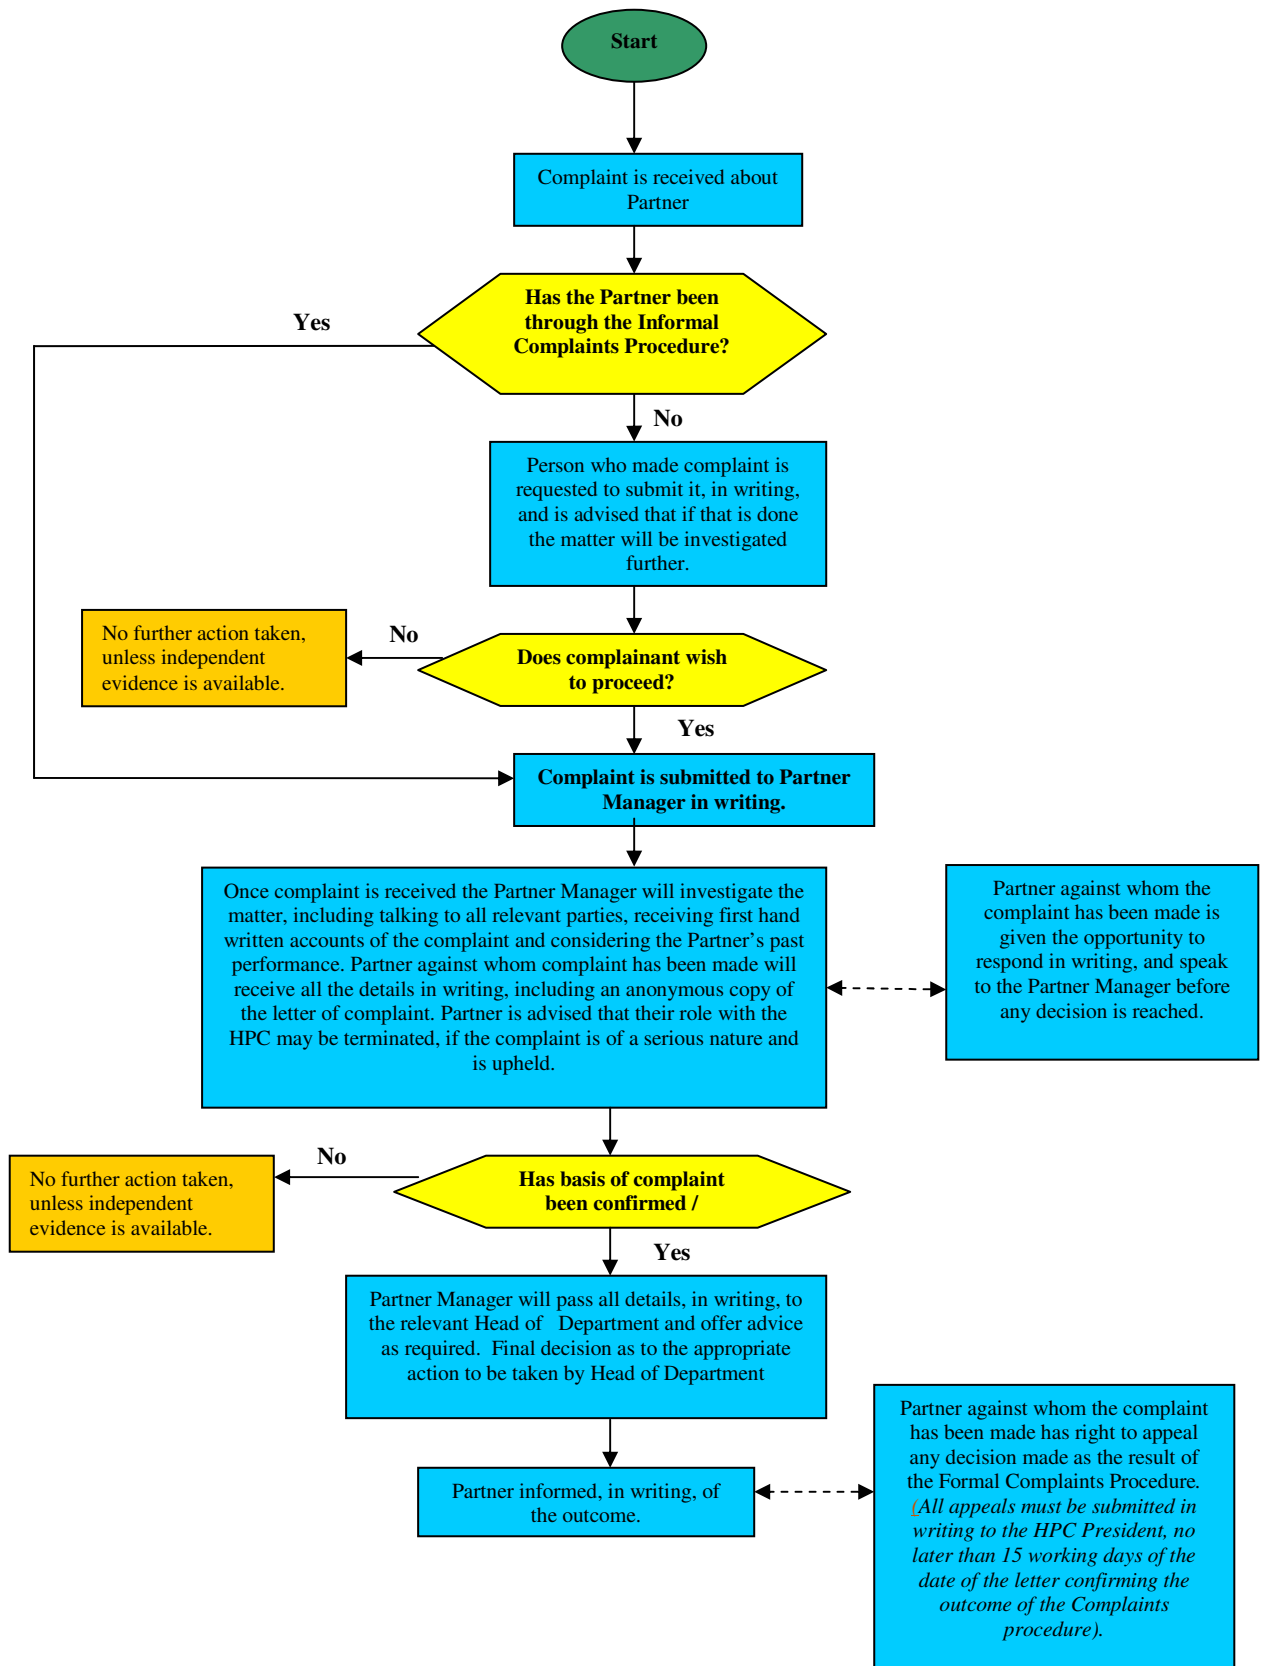 Start
Complaint is received about
Partner
Has the Partner been
through the Informal
Complaints Procedure?
Yes
No
Person who made complaint is
requested to submit it, in writing,
and is advised that if that is done
the matter will be investigated
further.
No further action taken,
unless independent
evidence is available.
No
Does complainant wish
to proceed?
Yes
Complaint is submitted to Partner
Manager in writing.
Once complaint is received the Partner Manager will investigate the
matter, including talking to all relevant parties, receiving first hand
written accounts of the complaint and considering the Partner’s past
performance. Partner against whom complaint has been made will
receive all the details in writing, including an anonymous copy of
the letter of complaint. Partner is advised that their role with the
HPC may be terminated, if the complaint is of a serious nature and
is upheld.
Partner against whom the
complaint has been made is
given the opportunity to
respond in writing, and speak
to the Partner Manager before
any decision is reached.
No further action taken,
unless independent
evidence is available.
No
Has basis of complaint
been confirmed /
Yes
Partner Manager will pass all details, in writing, to
the relevant Head of Department and offer advice
as required. Final decision as to the appropriate
action to be taken by Head of Department
Partner informed, in writing, of
the outcome.
Partner against whom the complaint
has been made has right to appeal
any decision made as the result of
the Formal Complaints Procedure.
(All appeals must be submitted in
writing to the HPC President, no
later than 15 working days of the
date of the letter confirming the
outcome of the Complaints
procedure).